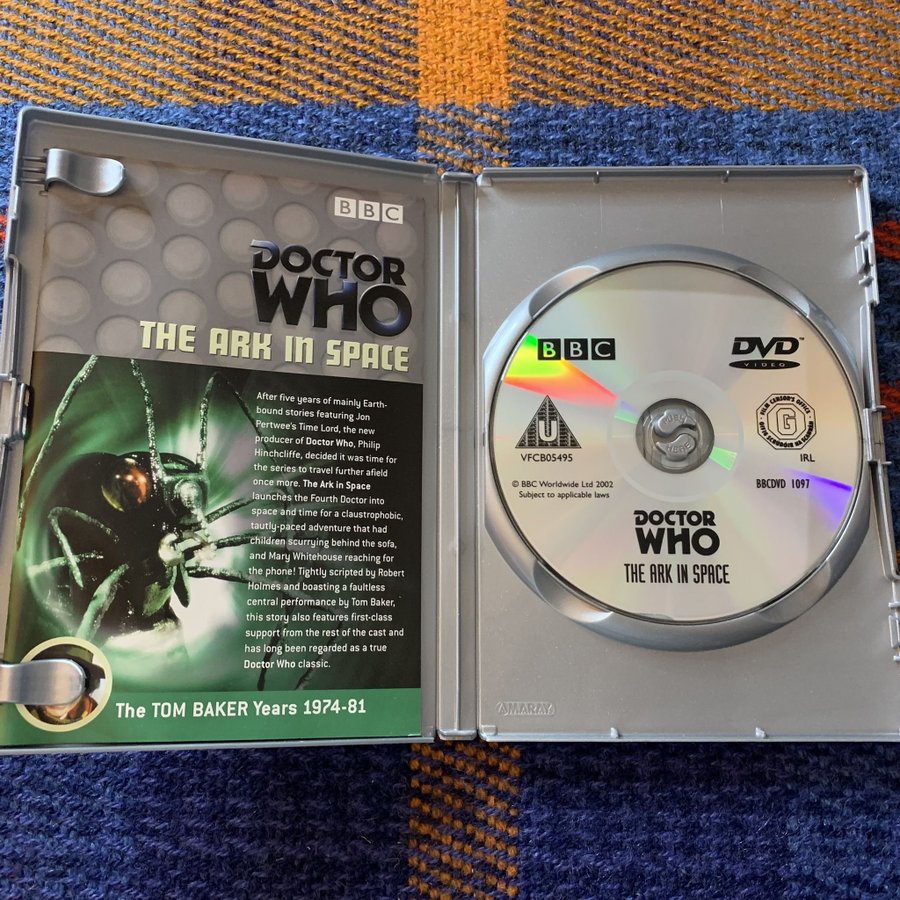 BBC
DOCTOR
WHO
THE ARK IN SPACE
After five years of mainly Earth-
bound stories featuring Jon
Pertwee's Time Lord, the new
producer of Doctor Who, Philip
Hinchcliffe, decided it was time for
the series to travel further afield
once more. The Ark in Space
launches the Fourth Doctor into
space and time for a claustrophobic,
tautly-paced adventure that had
children scurrying behind the sofa,
and Mary Whitehouse reaching for
the phone! Tightly scripted by Robert
Holmes and boasting a faultless
central performance by Tom Baker,
this story also features first-class
support from the rest of the cast and
has long been regarded as a true
Doctor Who classic.
The TOM BAKER Years 1974-81
BBC
DVD™
VIDEO
U
VFCB05495
FILM CENSOR'S OFFICE
G
IRL
© BBC Worldwide Ltd 2002
Subject to applicable laws
BBCDVD 1097
DOCTOR
WHO
THE ARK IN SPACE
AMARAY